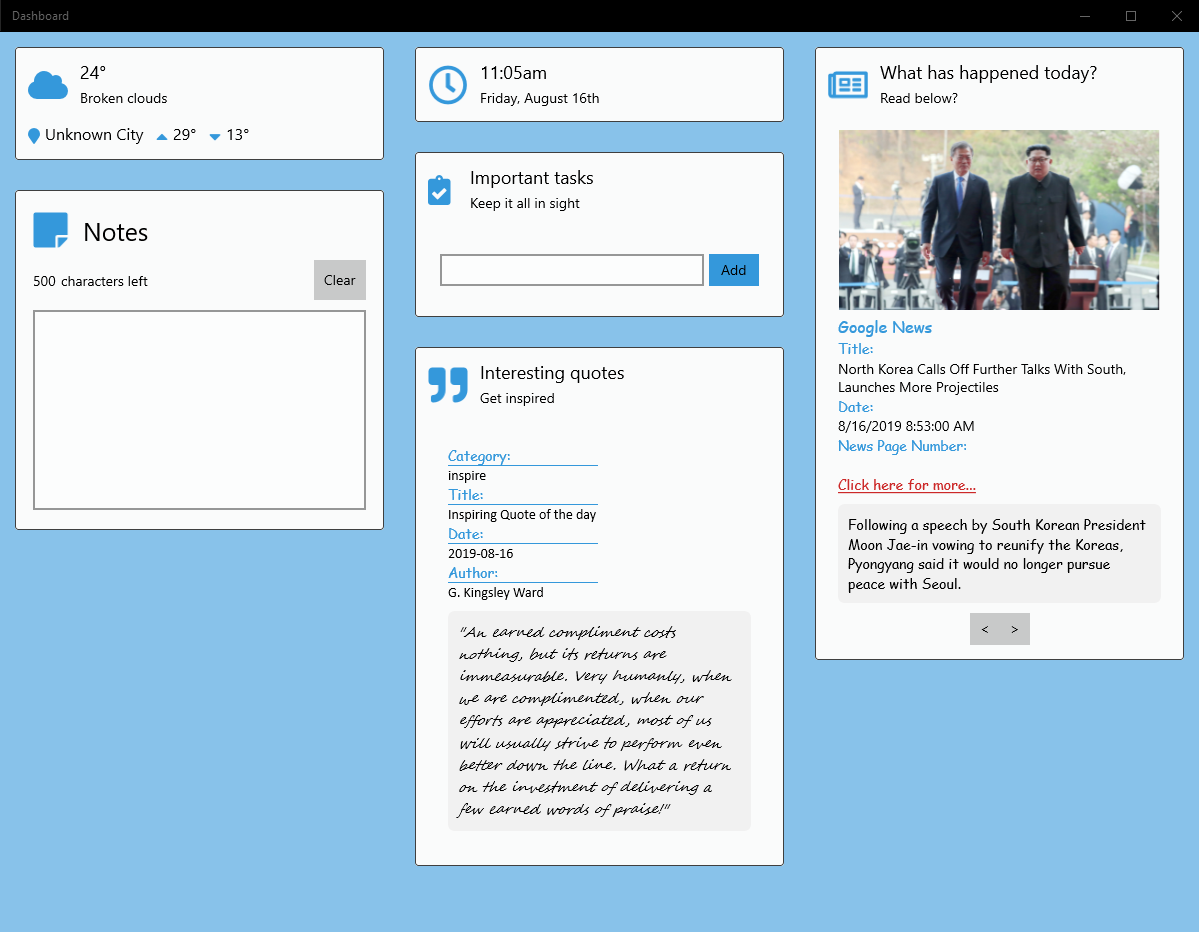 Dashboard
24°
Broken clouds
Unknown City 29° 13°
Notes
500 characters left
Clear
11:05am
Friday, August 16th
Important tasks
Keep it all in sight
Add
Interesting quotes
Get inspired
Category:
inspire
Title:
Inspiring Quote of the day
Date:
2019-08-16
Author:
G. Kingsley Ward
"An earned compliment costs
nothing, but its returns are
immeasurable. Very humanly, when
we are complimented, when our
efforts are appreciated, most of us
will usually strive to perform even
better down the line. What a return
on the investment of delivering a
few earned words of praise!"
What has happened today?
Read below?
Google News
Title:
North Korea Calls Off Further Talks With South,
Launches More Projectiles
Date:
8/16/2019 8:53:00 AM
News Page Number:
Click here for more...
Following a speech by South Korean President
Moon Jae-in vowing to reunify the Koreas,
Pyongyang said it would no longer pursue
peace with Seoul.
< >